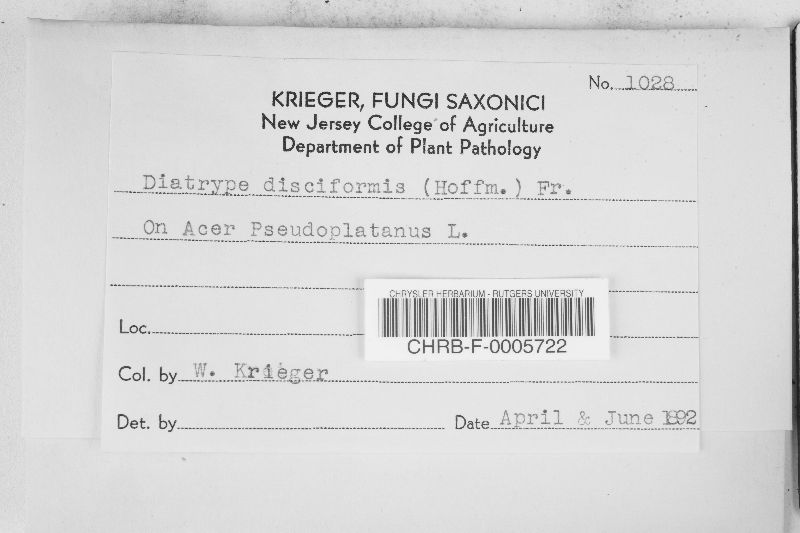 No. 1028
KRIEGER, FUNGI SAXONICI
New Jersey College of Agriculture
Department of Plant Pathology
Diatrype disciformis (Hoffm.) Fr.
On Acer Pseudoplatanus L.
CHRYSLER HERBARIUM - RUTGERS UNIVERSITY
CHRB-F-0005722
Loc.
Col. by W. Krieger
Det. by
Date April & June 1892